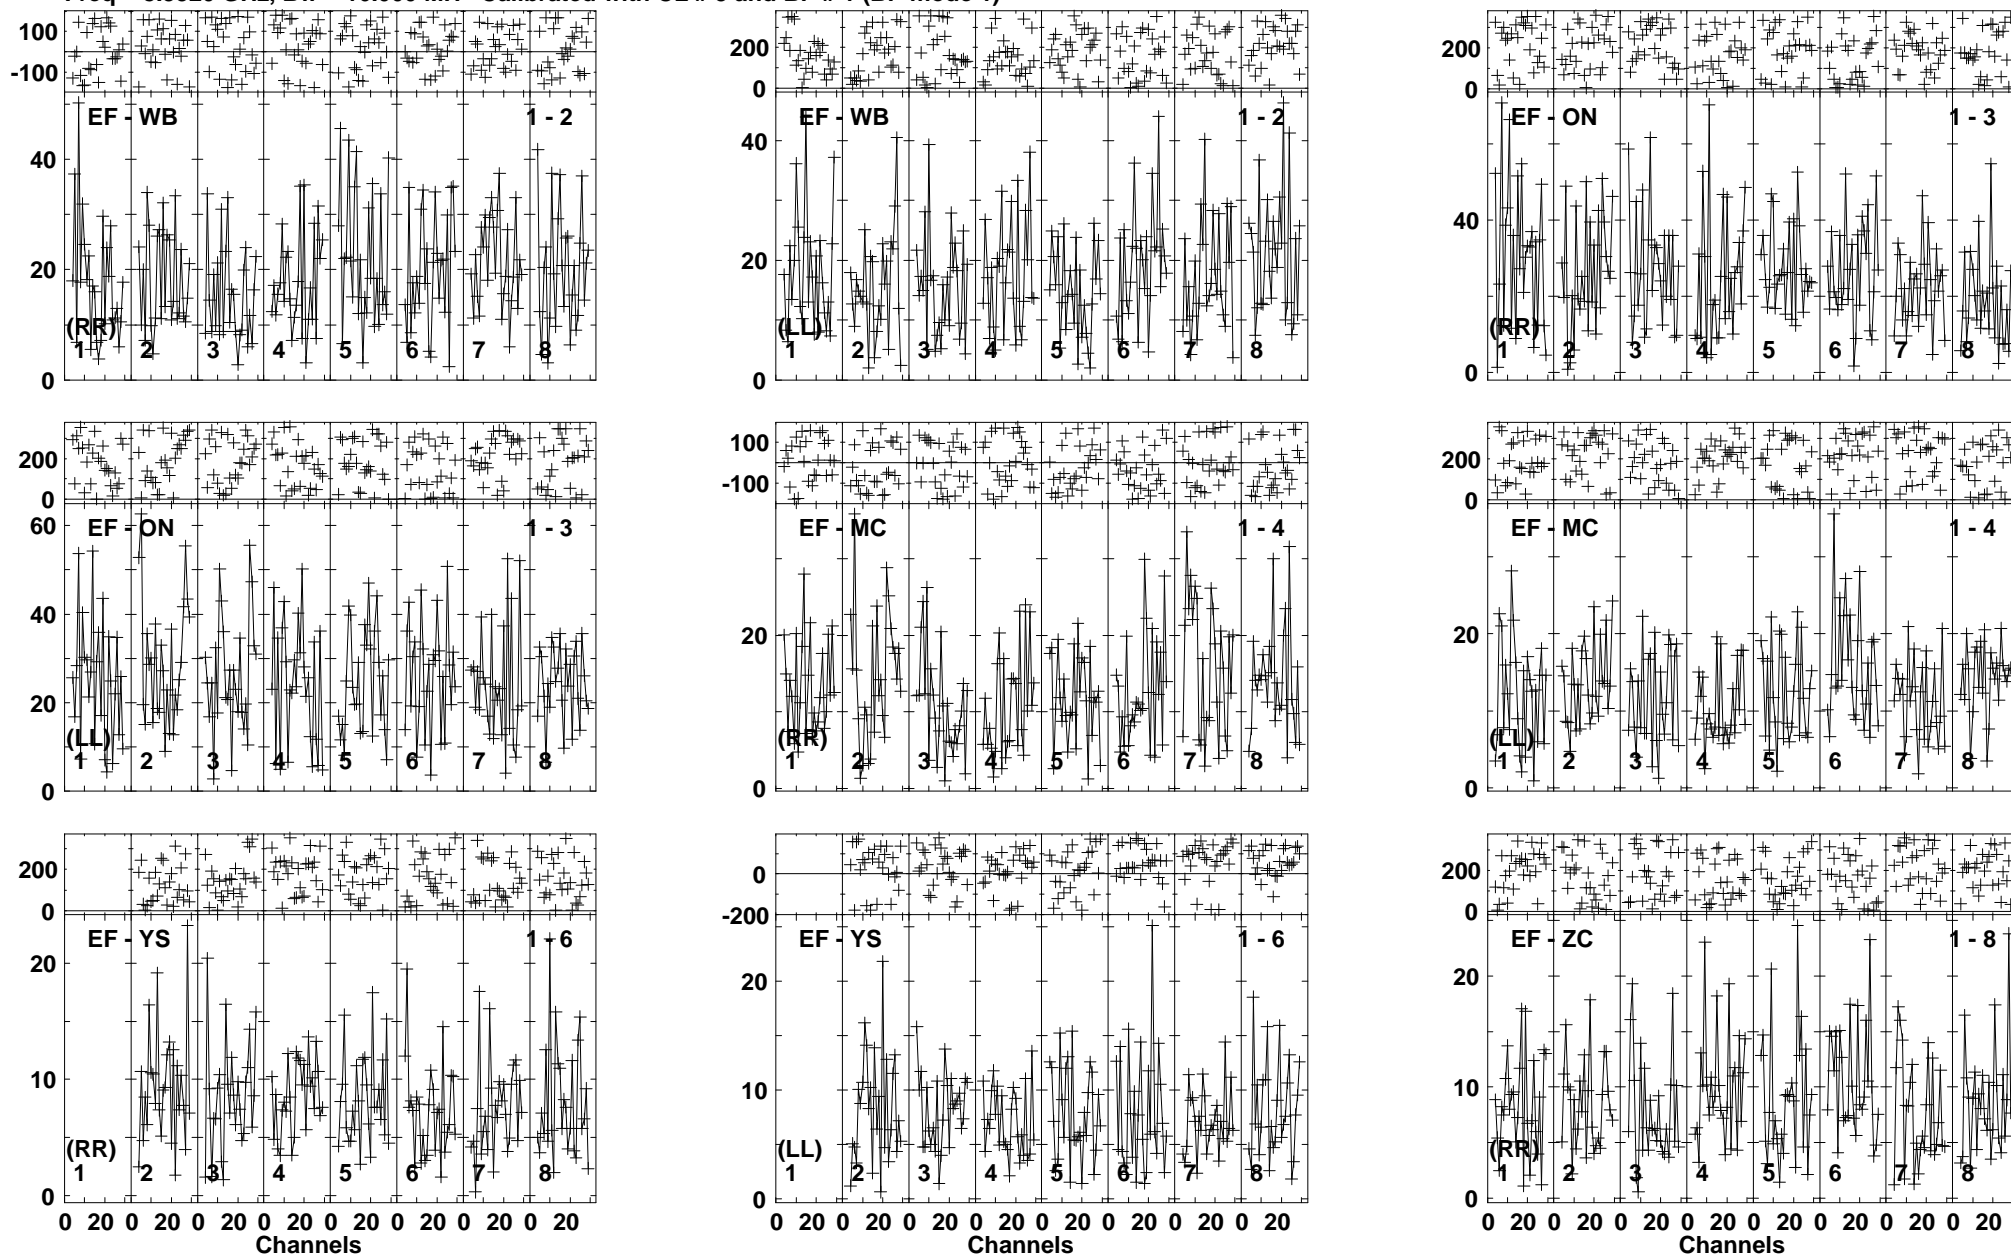 100 -100 EF - WB 1 - 2 40 20 0 (RR) 1 2 3 4 5 6 7 8
200 0 EF - WB 1 - 2 40 20 0 (LL) 1 2 3 4 5 6 7 8
200 0 EF - ON 1 - 3 40 0 (RR) 1 2 3 4 5 6 7 8
200 0 EF - ON 1 - 3 60 40 20 0 (LL) 1 2 3 4 5 6 7 8
100 -100 EF - MC 1 - 4 20 0 (RR) 1 2 3 4 5 6 7 8
200 0 EF - MC 1 - 4 20 0 (LL) 1 2 3 4 5 6 7 8
200 0 EF - YS 1 - 6 20 10 0 (RR) 1 2 3 4 5 6 7 8
0 -200 EF - YS 1 - 6 20 10 0 (LL) 1 2 3 4 5 6 7 8
200 0 EF - ZC 1 - 8 20 10 0 (RR) 1 2 3 4 5 6 7 8
0 20 0 20 0 20 0 20 0 20 0 20 0 20 0 20
Channels
0 20 0 20 0 20 0 20 0 20 0 20 0 20 0 20
Channels
0 20 0 20 0 20 0 20 0 20 0 20 0 20 0 20
Channels